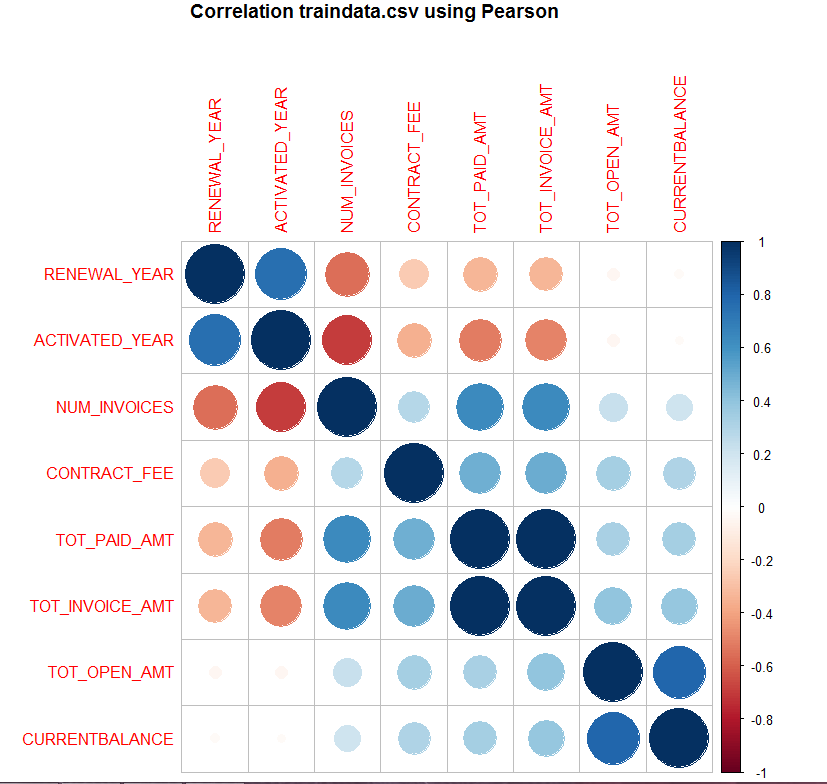 Correlation traindata.csv using Pearson
RENEWAL_YEAR
ACTIVATED_YEAR
NUM_INVOICES
CONTRACT_FEE
TOT_PAID_AMT
TOT_INVOICE_AMT
TOT_OPEN_AMT
CURRENTBALANCE
RENEWAL_YEAR
ACTIVATED_YEAR
NUM_INVOICES
CONTRACT_FEE
TOT_PAID_AMT
TOT_INVOICE_AMT
TOT_OPEN_AMT
CURRENTBALANCE
1
0.8
0.6
0.4
0.2
0
-0.2
-0.4
-0.6
-0.8
-1